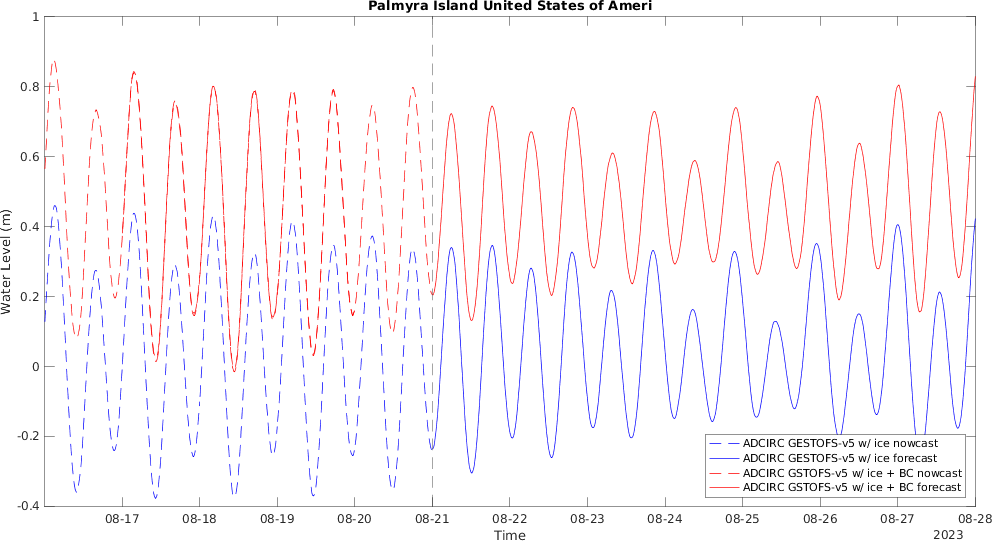 Palmyra Island United States of Ameri
1
0.8
0.6
0.4
0.2
0
-0.2
-0.4
Water Level (m)
ADCIRC GESTOFS-v5 w/ ice nowcast
ADCIRC GESTOFS-v5 w/ ice forecast
ADCIRC GSTOFS-v5 w/ ice + BC nowcast
ADCIRC GSTOFS-v5 w/ ice + BC forecast
08-17 08-18 08-19 08-20 08-21 08-22 08-23 08-24 08-25 08-26 08-27 08-28
Time
2023